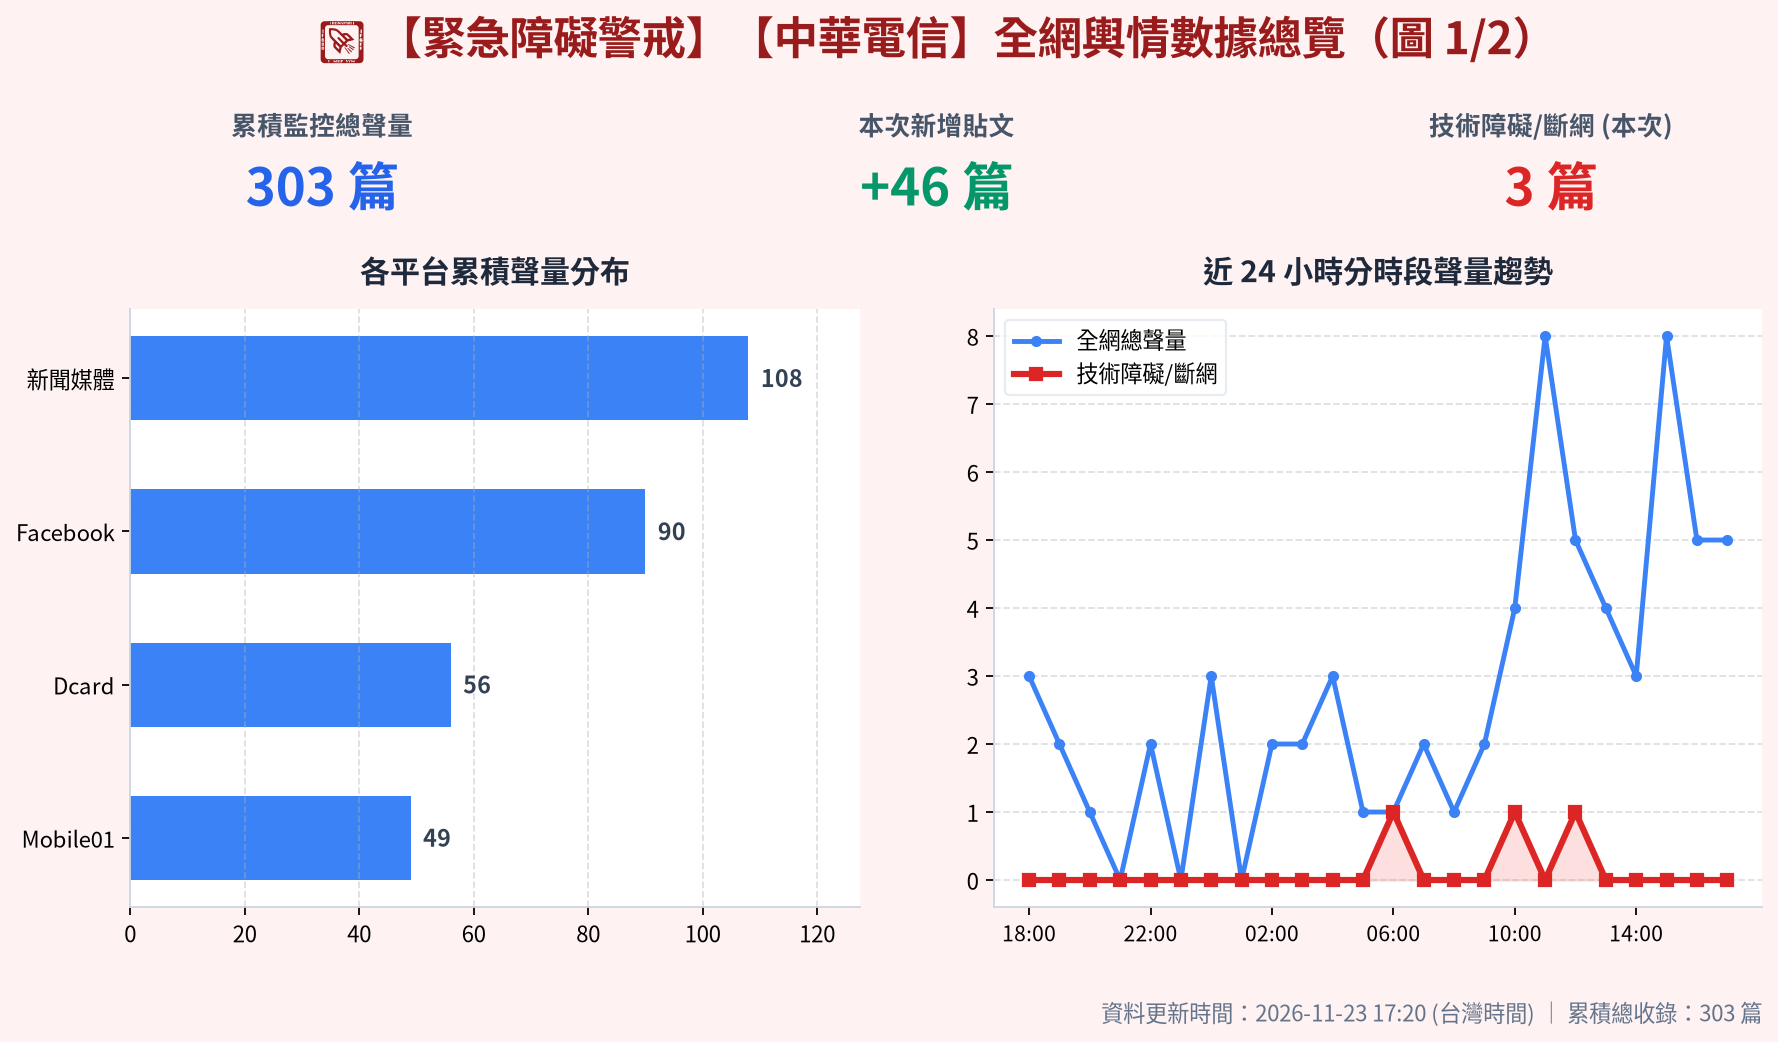 【緊急障礙警戒】【中華電信】全網輿情數據總覽（圖 1/2）
累積監控總聲量
303 篇
本次新增貼文
+46 篇
技術障礙/斷網 (本次)
3 篇
各平台累積聲量分布
新聞媒體
108
Facebook
90
Dcard
56
Mobile01
49
0 20 40 60 80 100 120
近 24 小時分時段聲量趨勢
全網總聲量
技術障礙/斷網
8
7
6
5
4
3
2
1
0
18:00 22:00 02:00 06:00 10:00 14:00
資料更新時間：2026-11-23 17:20 (台灣時間) ｜ 累積總收錄：303 篇